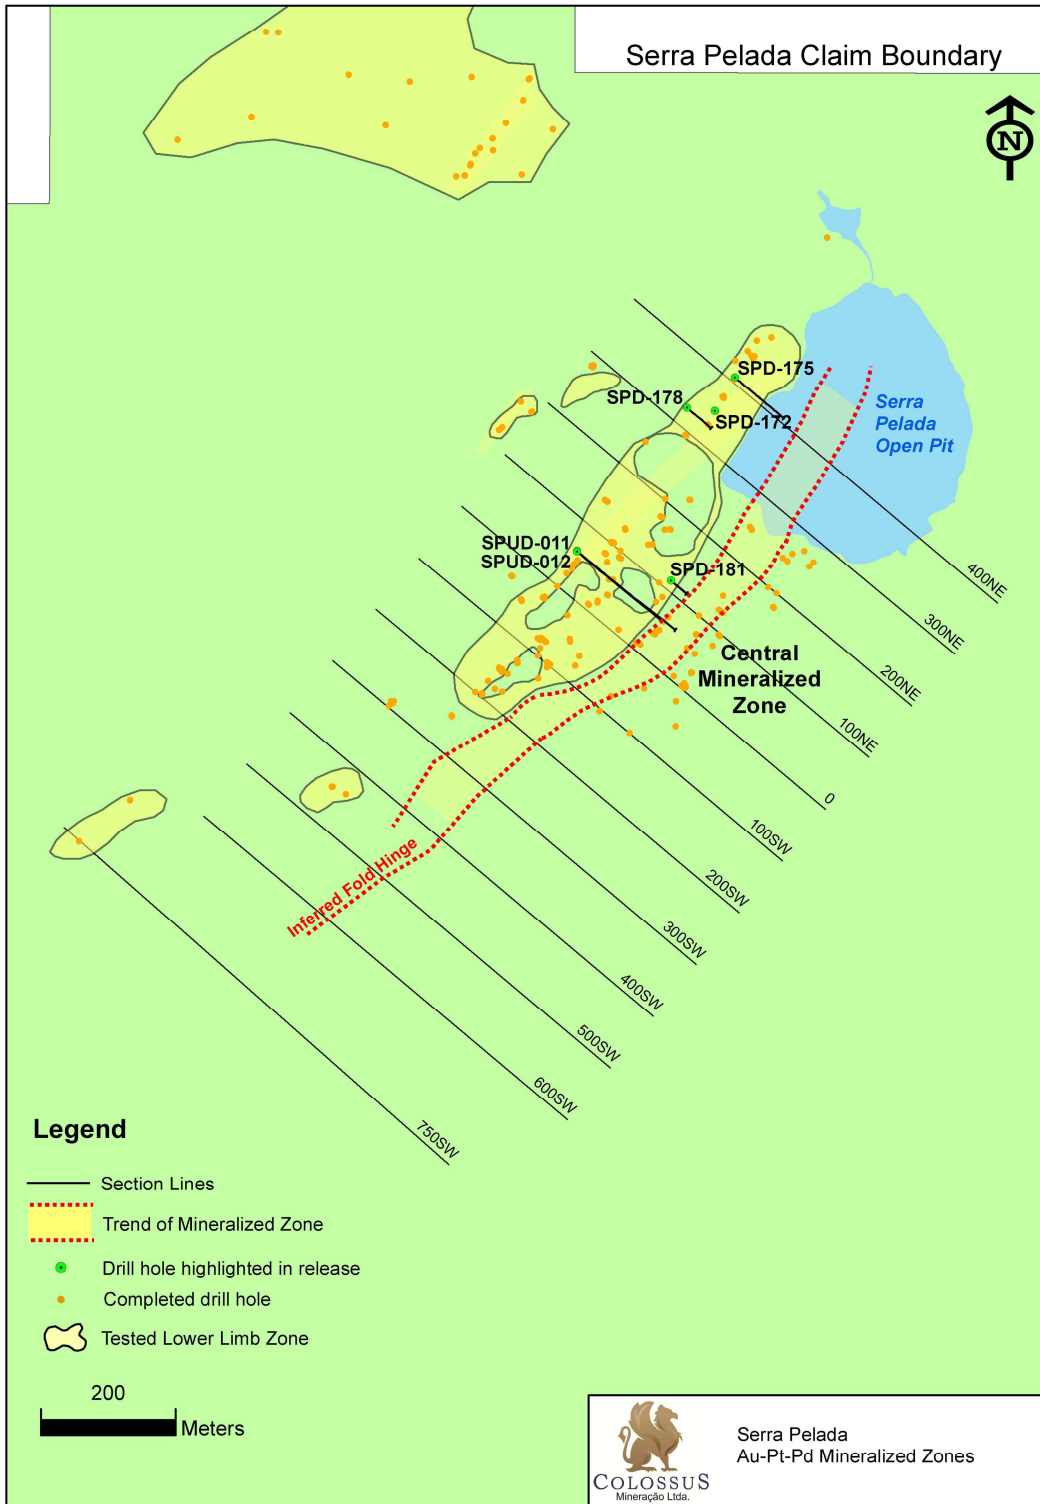 Serra Pelada Claim Boundary
N
SPD-175
SPD-178
SPD-172
Serra
Pelada
Open Pit
SPUD-011
SPUD-012
SPD-181
400NE
300NE
200NE
100NE
0
100SW
200SW
300SW
400SW
500SW
600SW
750SW
Central
Mineralized
Zone
Inferred Fold Hinge
Legend
Section Lines
Trend of Mineralized Zone
Drill hole highlighted in release
Completed drill hole
Tested Lower Limb Zone
200
Meters
COLOSSUS
Mineração Ltda.
Serra Pelada
Au-Pt-Pd Mineralized Zones